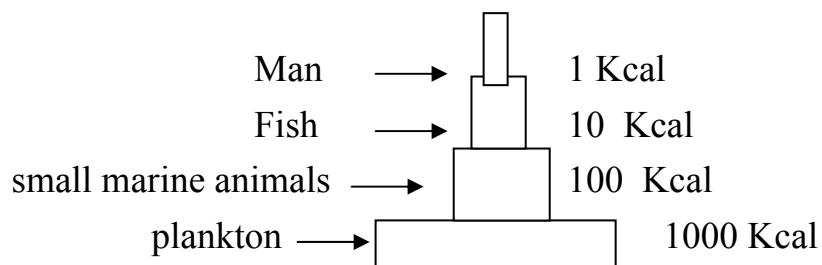 Man 1 Kcal
Fish 10 Kcal
small marine animals 100 Kcal
plankton 1000 Kcal